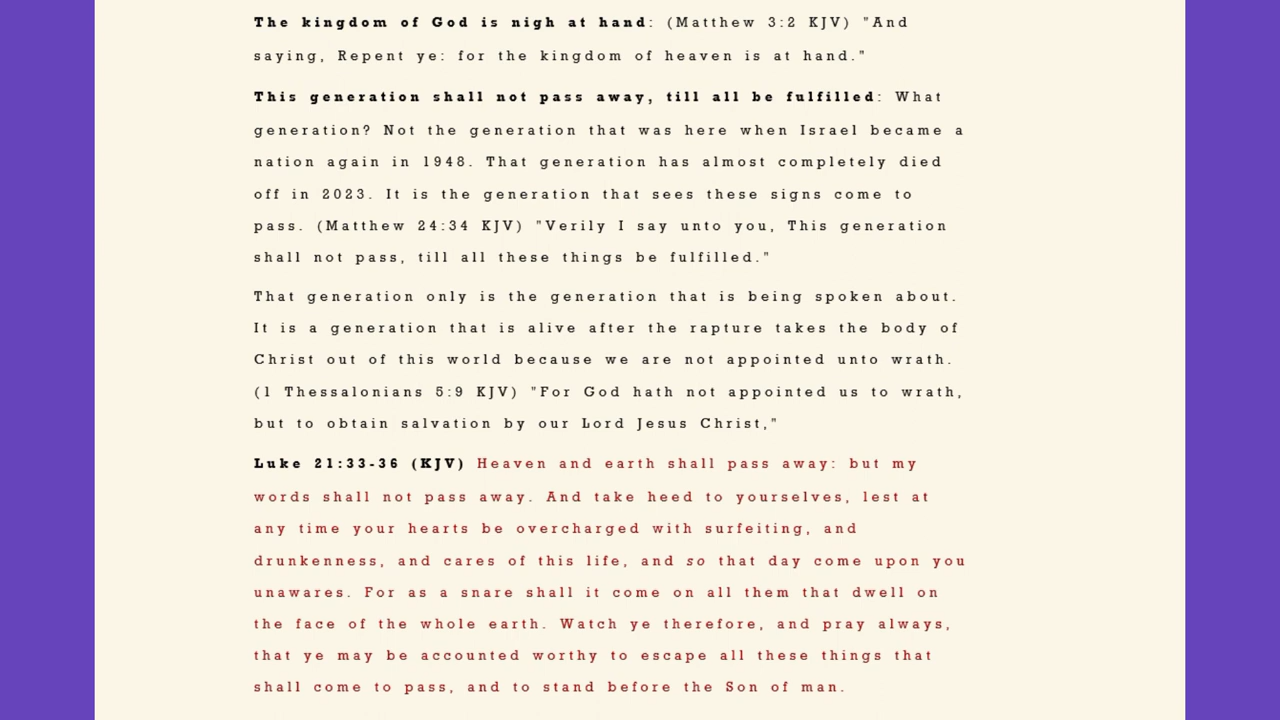 The kingdom of God is nigh at hand: (Matthew 3:2 KJV) "And
saying, Repent ye: for the kingdom of heaven is at hand."
This generation shall not pass away, till all be fulfilled: What
generation? Not the generation that was here when Israel became a
nation again in 1948. That generation has almost completely died
off in 2023. It is the generation that sees these signs come to
pass. (Matthew 24:34 KJV) "Verily I say unto you, This generation
shall not pass, till all these things be fulfilled."
That generation only is the generation that is being spoken about.
It is a generation that is alive after the rapture takes the body of
Christ out of this world because we are not appointed unto wrath.
(1 Thessalonians 5:9 KJV) "For God hath not appointed us to wrath,
but to obtain salvation by our Lord Jesus Christ,"
Luke 21:33-36 (KJV) Heaven and earth shall pass away: but my
words shall not pass away. And take heed to yourselves, lest at
any time your hearts be overcharged with surfeiting, and
drunkenness, and cares of this life, and so that day come upon you
unawares. For as a snare shall it come on all them that dwell on
the face of the whole earth. Watch ye therefore, and pray always,
that ye may be accounted worthy to escape all these things that
shall come to pass, and to stand before the Son of man.